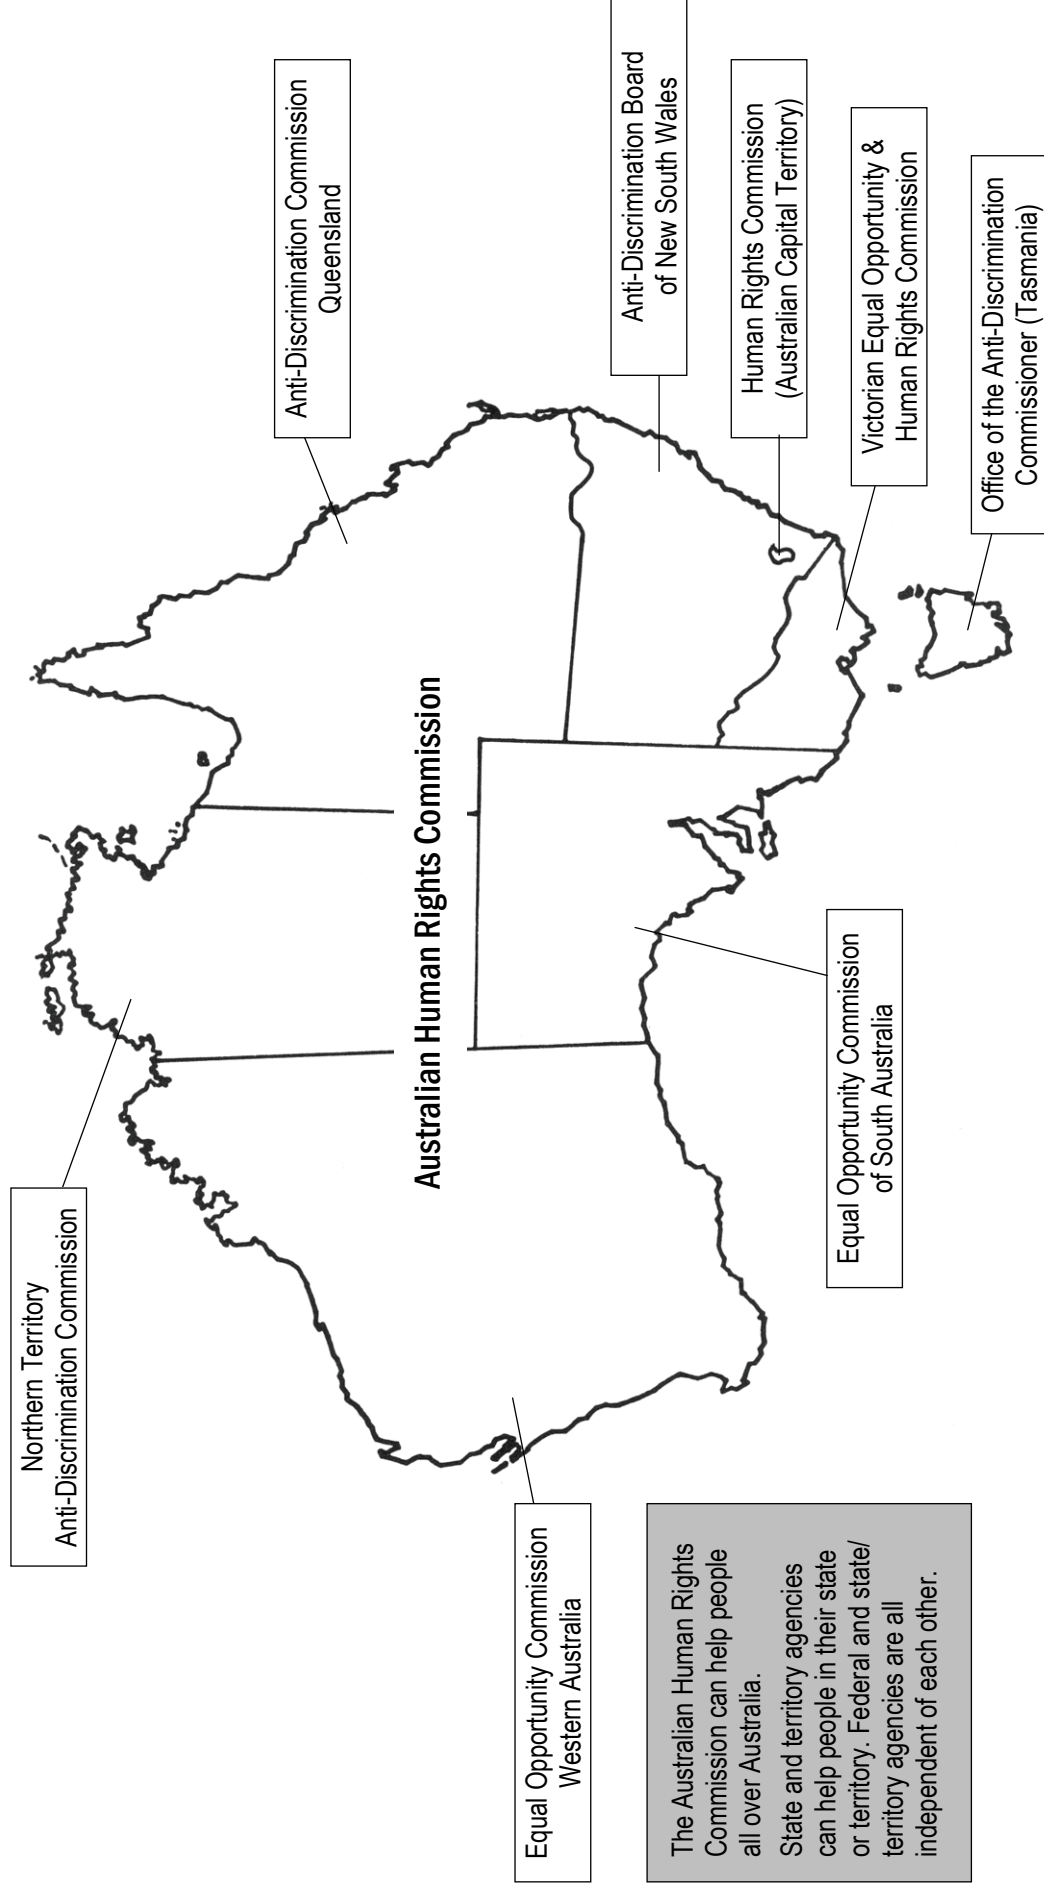 Northern Territory
Anti-Discrimination Commission
Anti-Discrimination Commission
Queensland
Australian Human Rights Commission
Equal Opportunity Commission
Western Australia
Anti-Discrimination Board
of New South Wales
Human Rights Commission
(Australian Capital Territory)
Equal Opportunity Commission
of South Australia
Victorian Equal Opportunity &
Human Rights Commission
Office of the Anti-Discrimination
Commissioner (Tasmania)
The Australian Human Rights
Commission can help people
all over Australia.
State and territory agencies
can help people in their state
or territory. Federal and state/
territory agencies are all
independent of each other.